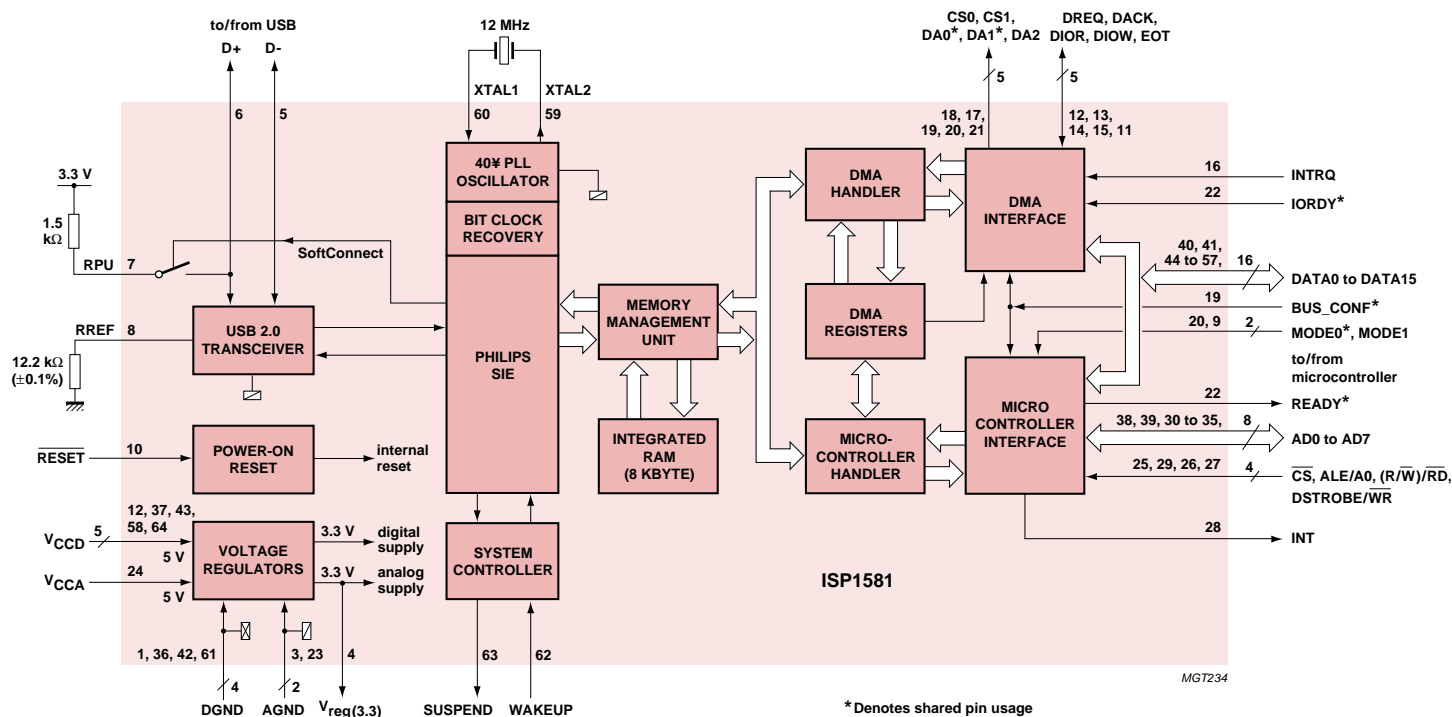 to/from USB
D+
D-
12 MHz
CS0, CS1,
DA0*, DA1*, DA2
DREQ, DACK,
DIOR, DIOW, EOT
5
5
6
5
XTAL1
60
XTAL2
59
18, 17,
19, 20, 21
12, 13,
14, 15, 11
3.3 V
1.5
kΩ
RPU
7
SoftConnect
40¥ PLL
OSCILLATOR
BIT CLOCK
RECOVERY
PHILIPS
SIE
DMA
HANDLER
DMA
INTERFACE
16
INTRQ
22
IORDY*
40, 41,
44 to 57,
16
DATA0 to DATA15
19
BUS_CONF*
20, 9
2
MODE0*, MODE1
RREF
8
12.2 kΩ
(±0.1%)
USB 2.0
TRANSCEIVER
MEMORY
MANAGEMENT
UNIT
DMA
REGISTERS
to/from
microcontroller
22
READY*
INTEGRATED
RAM
(8 KBYTE)
MICRO-
CONTROLLER
HANDLER
MICRO
CONTROLLER
INTERFACE
38, 39, 30 to 35,
8
AD0 to AD7
25, 29, 26, 27
4
CS, ALE/A0, (R/W)/RD,
DSTROBE/WR
28
INT
RESET
10
POWER-ON
RESET
internal
reset
12, 37, 43,
58, 64
VCCD
5
5 V
VCCA
24
5 V
VOLTAGE
REGULATORS
3.3 V
digital
supply
3.3 V
analog
supply
SYSTEM
CONTROLLER
ISP1581
1, 36, 42, 61
3, 23
4
63
62
4
2
DGND
AGND
Vreg(3.3)
SUSPEND
WAKEUP
MGT234
* Denotes shared pin usage